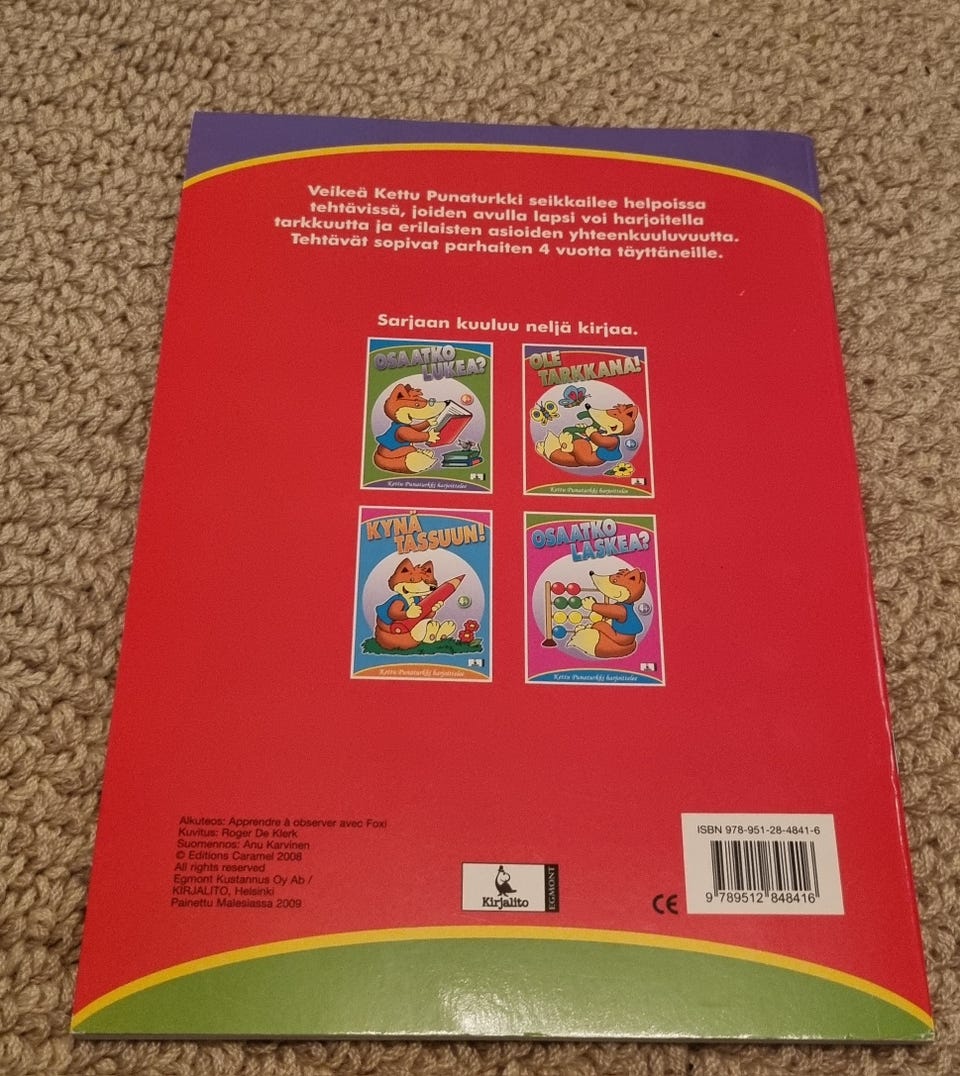 Veikeä Kettu Punaturkki seikkailee helpoissa
tehtävissä, joiden avulla lapsi voi harjoitella
tarkkuutta ja erilaisten asioiden yhteenkuuluvuutta.
Tehtävät sopivat parhaiten 4 vuotta täyttäneille.
Sarjaan kuuluu neljä kirjaa.
OSAATKO
LUKEA?
Kettu Punaturkki harjoittelee
OLE
TARKKANA!
Kettu Punaturkki harjoittelee
KYNÄ
TASSUUN!
Kettu Punaturkki harjoittelee
OSAATKO
LASKEA?
Kettu Punaturkki harjoittelee
Alkuteos: Apprendre à observer avec Foxi
Kuvitus: Roger De Klerk
Suomennos: Anu Karvinen
© Editions Caramel 2008
All rights reserved
Egmont Kustannus Oy Ab /
KIRJALITO, Helsinki
Painettu Malesiassa 2009
Kirjalito
EGMONT
CE
ISBN 978-951-28-4841-6
9 789512 848416